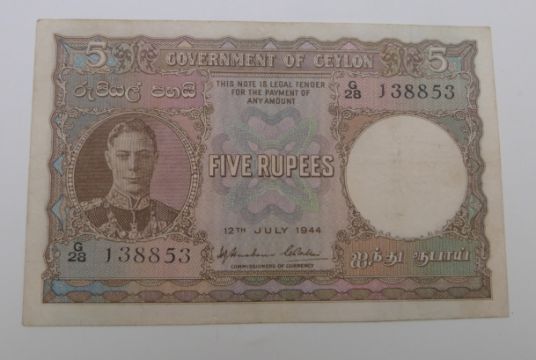 5 GOVERNMENT OF CEYLON 5
රුපියල් පහයි
THIS NOTE IS LEGAL TENDER
FOR THE PAYMENT OF
ANY AMOUNT
G/28 138853
FIVE RUPEES
12TH JULY 1944
G/28 138853
COMMISSIONERS OF CURRENCY
ஐந்து ரூபாய்